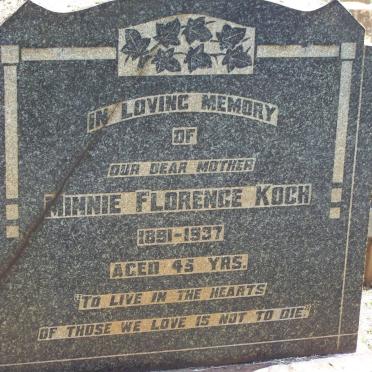 IN LOVING MEMORY
OF
OUR DEAR MOTHER
MINNIE FLORENCE KOCH
1891-1937
AGED 45 YRS.
"TO LIVE IN THE HEARTS
OF THOSE WE LOVE IS NOT TO DIE"